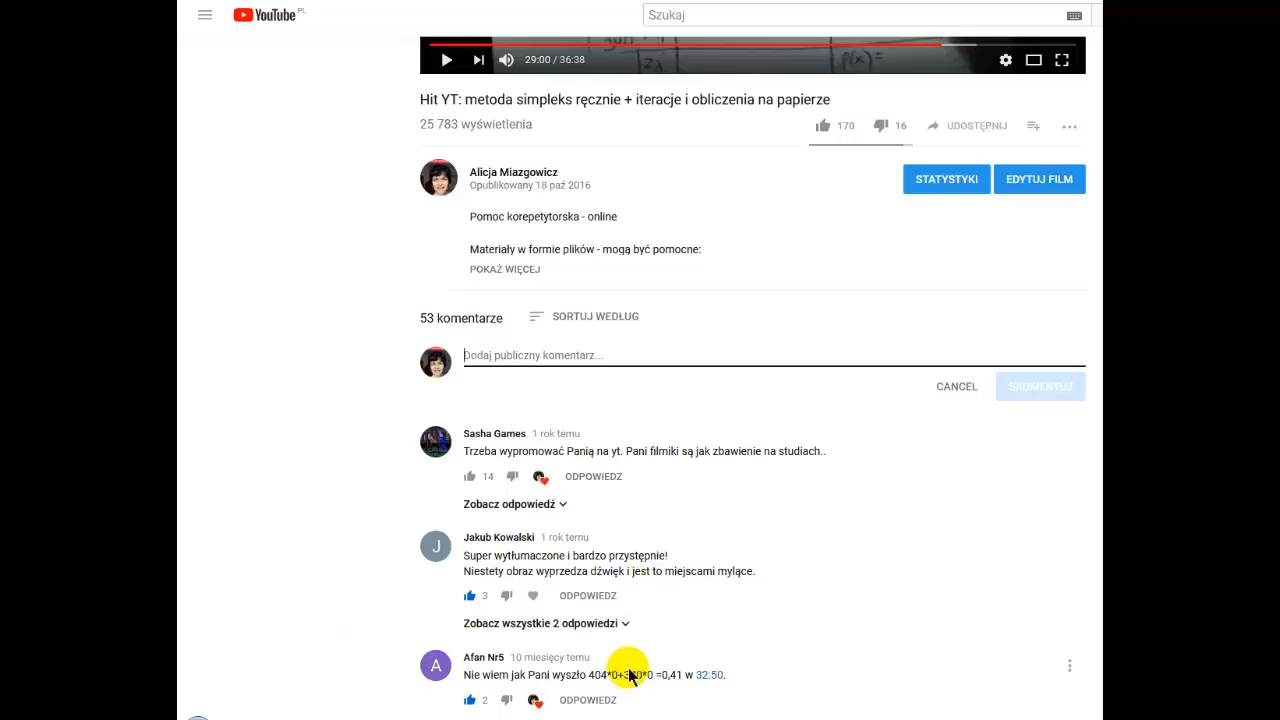 YouTube PL
Szukaj
29:00 / 36:38
Hit YT: metoda simpleks ręcznie + iteracje i obliczenia na papierze
25 783 wyświetlenia
170 16 UDOSTĘPNIJ
Alicja Miazgowicz
Opublikowany 18 paź 2016
STATYSTYKI EDYTUJ FILM
Pomoc korepetytorska - online
Materiały w formie plików - mogą być pomocne:
POKAŻ WIĘCEJ
53 komentarze SORTUJ WEDŁUG
Dodaj publiczny komentarz...
CANCEL SKOMENTUJ
Sasha Games 1 rok temu
Trzeba wypromować Panią na yt. Pani filmiki są jak zbawienie na studiach..
14 ODPOWIEDZ
Zobacz odpowiedź
J Jakub Kowalski 1 rok temu
Super wytłumaczone i bardzo przystępnie!
Niestety obraz wyprzedza dźwięk i jest to miejscami mylące.
3 ODPOWIEDZ
Zobacz wszystkie 2 odpowiedzi
A Afan Nr5 10 miesięcy temu
Nie wiem jak Pani wyszło =0,41 w 32:50.
2 ODPOWIEDZ